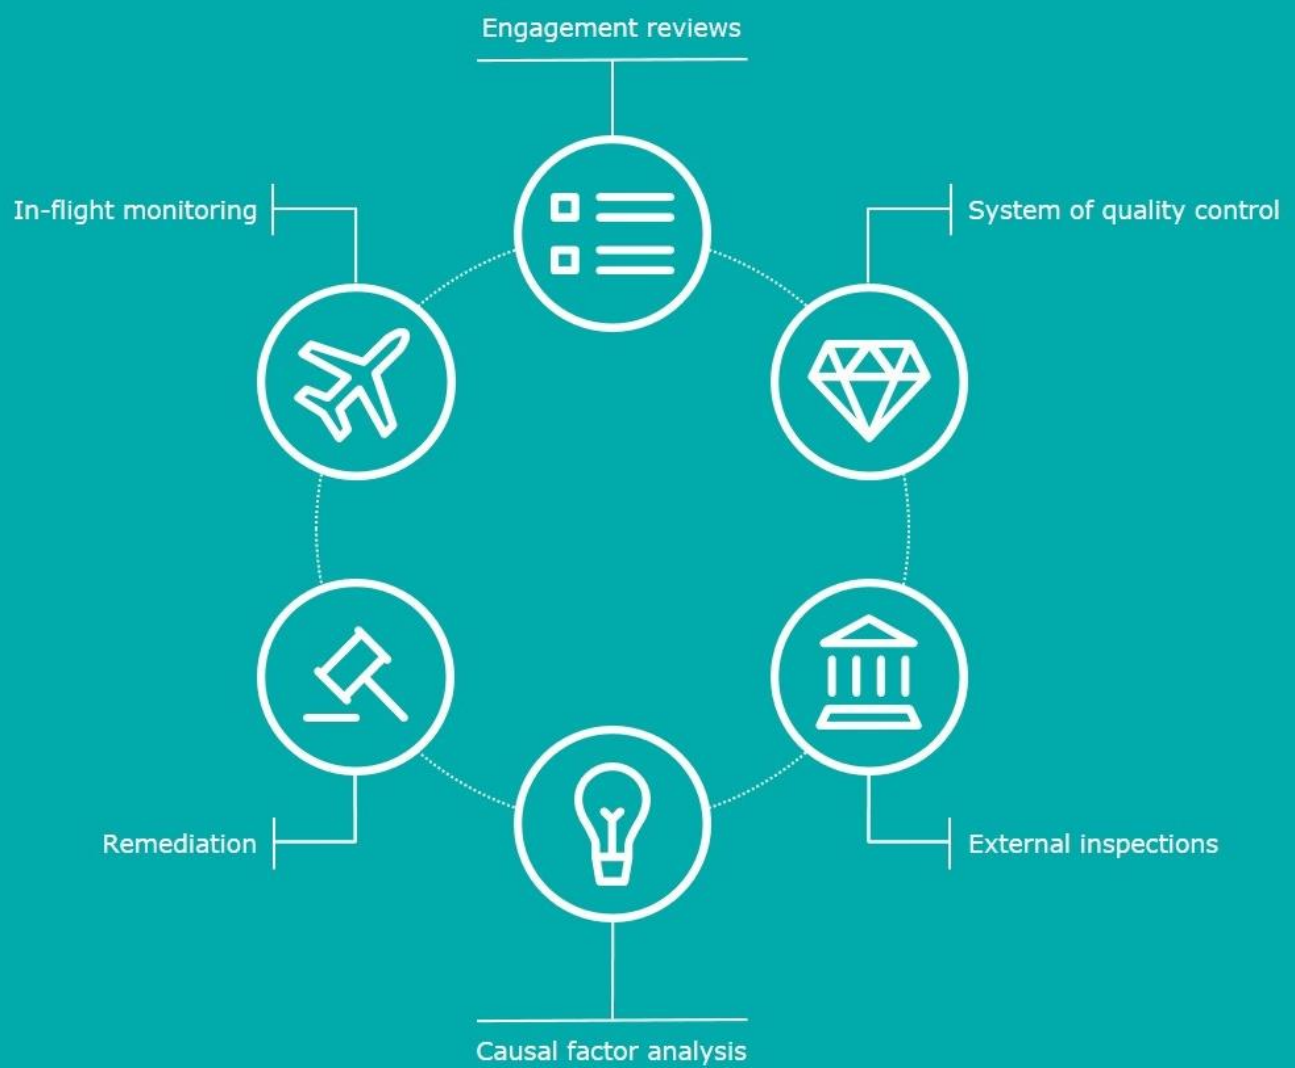 Engagement reviews
In-flight monitoring
System of quality control
Remediation
External inspections
Causal factor analysis